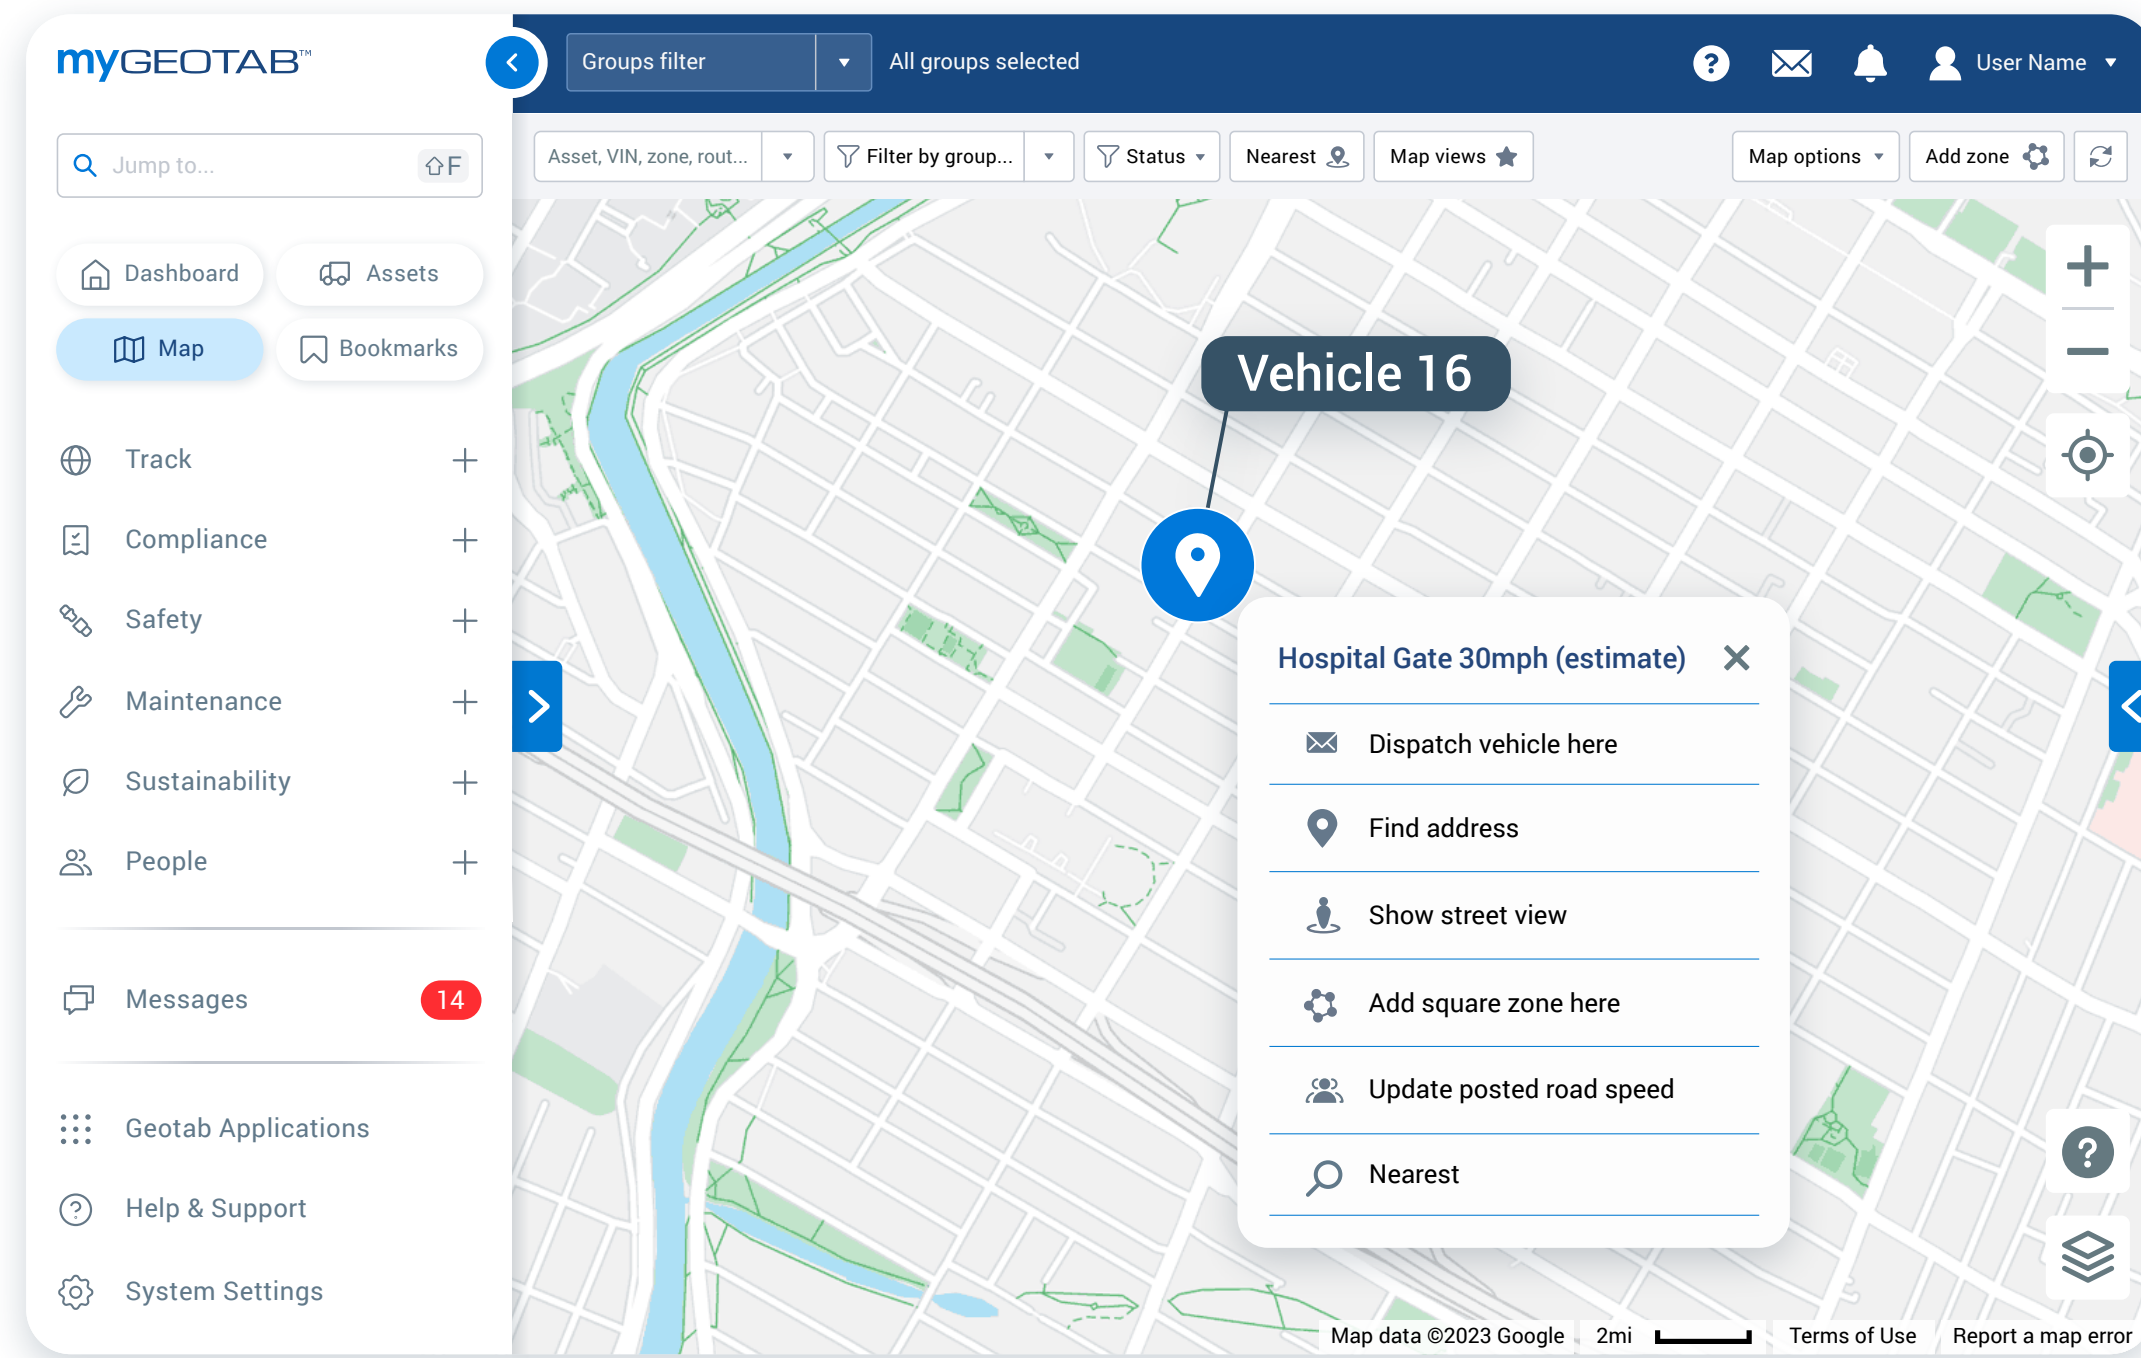 myGEOTAB™
Groups filter
All groups selected
?
User Name
Jump to...
⇧F
Asset, VIN, zone, rout...
Filter by group...
Status
Nearest
Map views
Map options
Add zone
Dashboard
Assets
Map
Bookmarks
Vehicle 16
Track
Compliance
Safety
Maintenance
Sustainability
People
Hospital Gate 30mph (estimate)
Dispatch vehicle here
Find address
Show street view
Add square zone here
Update posted road speed
Nearest
Messages
14
Geotab Applications
Help & Support
System Settings
?
Map data ©2023 Google
2mi
Terms of Use
Report a map error